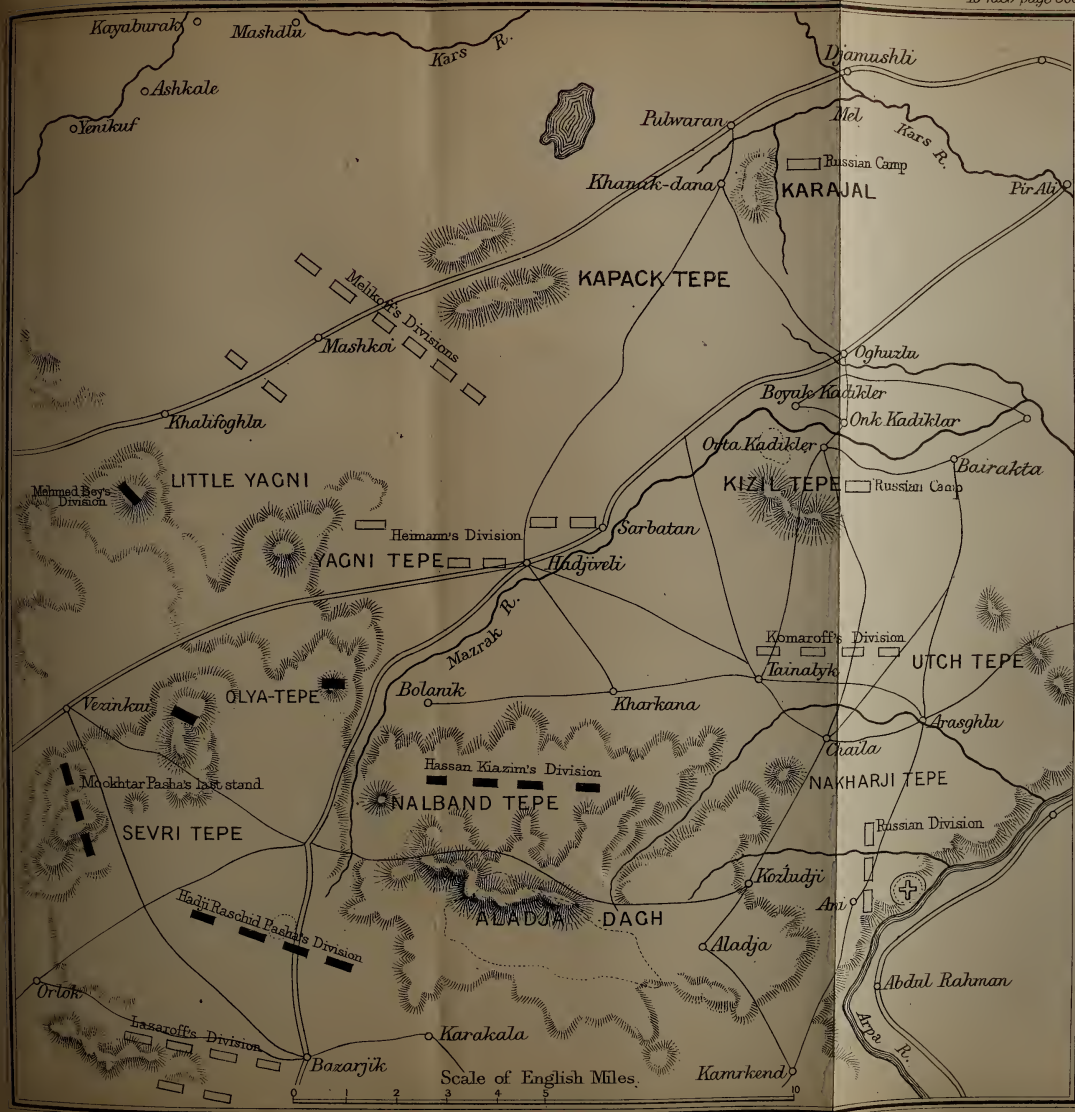 Kayaburak
Mashdlu
Kars R.
Ashkale
Yenikuf
Djamushli
Pulwaran
Mel
Kars R.
Russian Camp
Khanak-dana
KARAJAL
Pir Ali
KAPACK TEPE
Melikoff's Divisions
Mashkoi
Oghuzlu
Boyuk Kadikler
Khalifoghlu
Onk Kadiklar
Orta Kadikler
Bairakta
LITTLE YAGNI
Mehmed Bey's
Division
KIZIL TEPE
Russian Camp
Heimann's Division
Sarbatan
YAGNI TEPE
Hadjiveli
Mazrak R.
Komaroff's Division
Tainalyk
UTCH TEPE
OLYA-TEPE
Bolanik
Kharkana
Vezinkui
Arasghlu
Chaila
Mookhtar Pasha's last stand
Hassan Kiazim's Division
NAKHARJI TEPE
NALBAND TEPE
SEVRI TEPE
Russian Division
Kozludji
Ani
Hadji Raschid Pasha's Division
ALADJA DAGH
Aladja
Orlok
Abdul Rahman
Lazaroff's Division
Karakala
Arpa R.
Bazarjik
Scale of English Miles.
Kamrkend
0 1 2 3 4 5 10